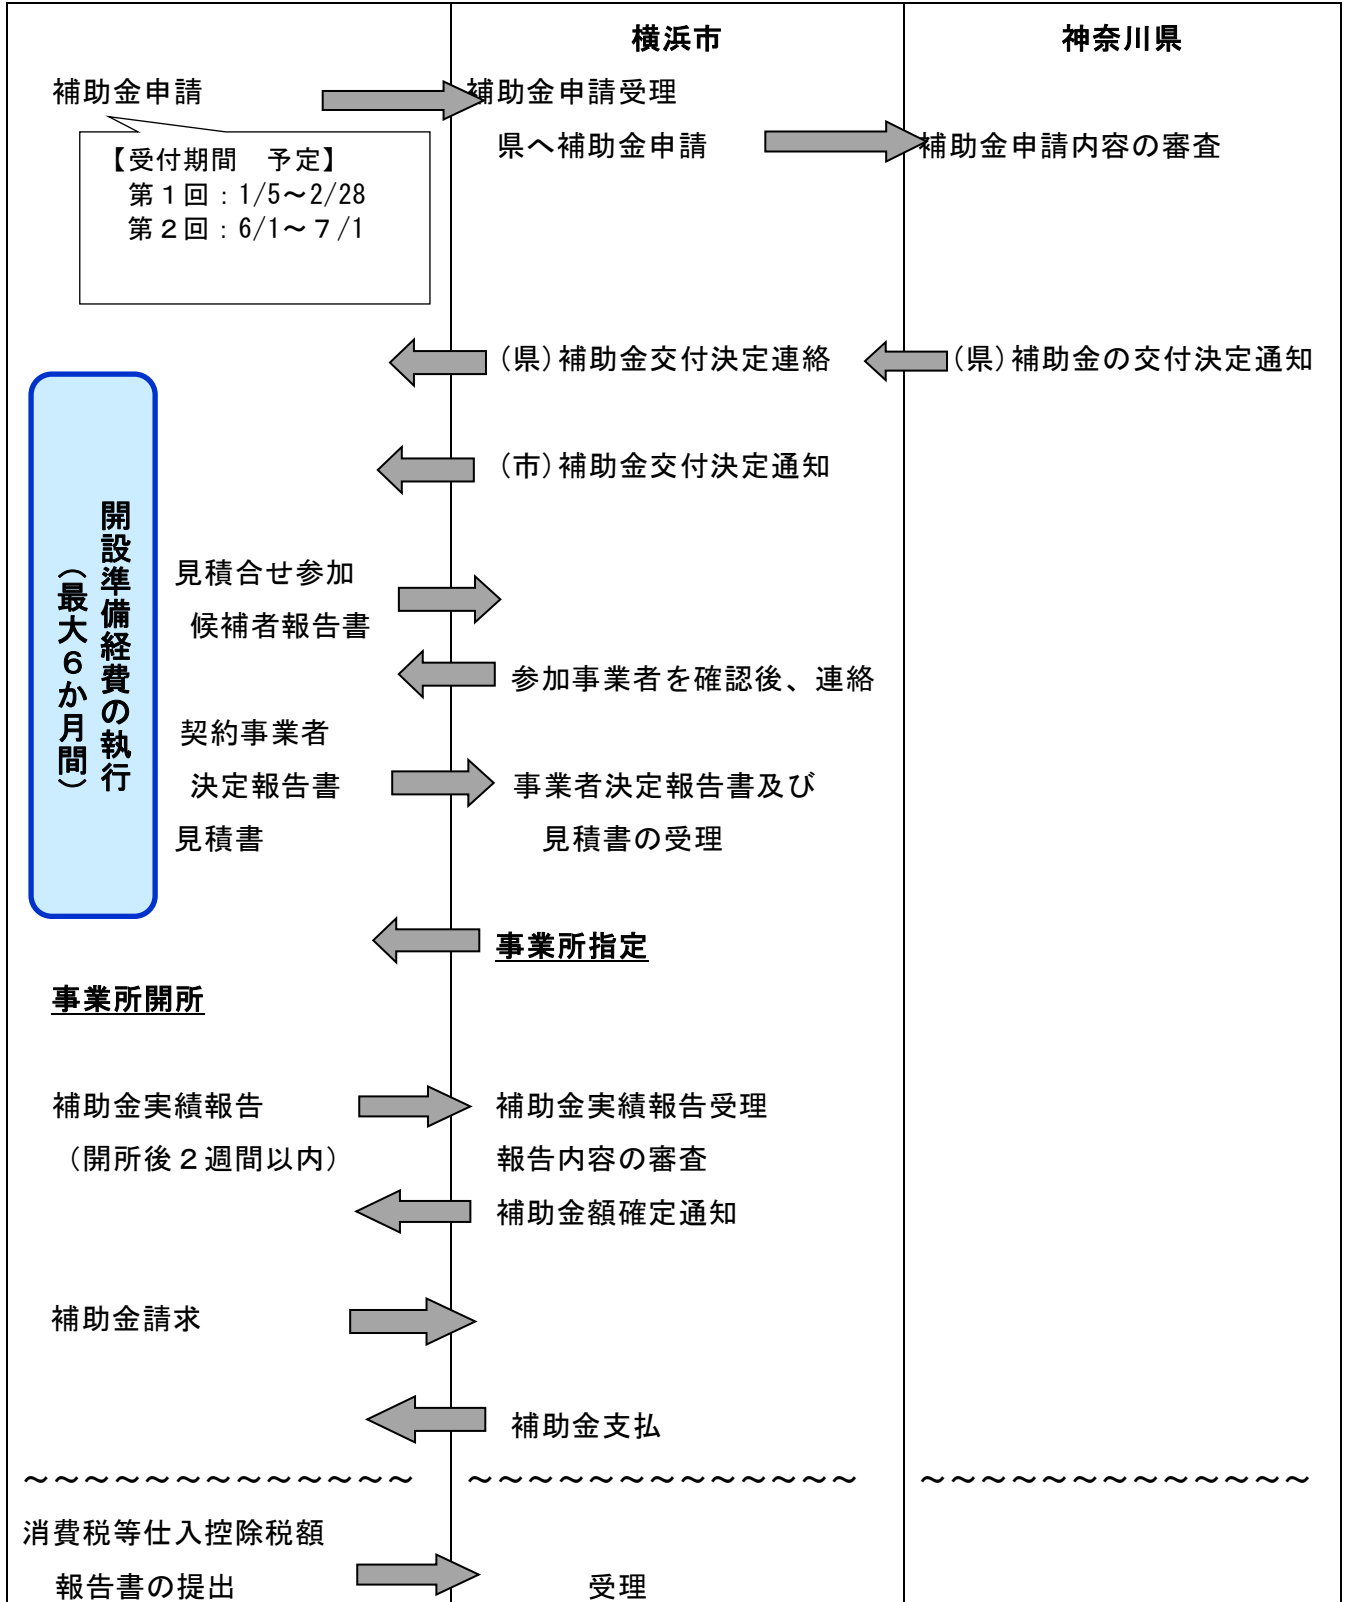 横浜市
神奈川県
補助金申請
補助金申請受理
県へ補助金申請
補助金申請内容の審査
【受付期間　予定】
第１回：1/5～2/28
第２回：6/1～７/1
(県)補助金交付決定連絡
(県)補助金の交付決定通知
(市)補助金交付決定通知
開設準備経費の執行
（最大６か月間）
見積合せ参加
候補者報告書
参加事業者を確認後、連絡
契約事業者
決定報告書
見積書
事業者決定報告書及び
見積書の受理
事業所指定
事業所開所
補助金実績報告
（開所後２週間以内）
補助金実績報告受理
報告内容の審査
補助金額確定通知
補助金請求
補助金支払
～～～～～～～～～～～～～
～～～～～～～～～～～～～
～～～～～～～～～～～～～
消費税等仕入控除税額
報告書の提出
受理